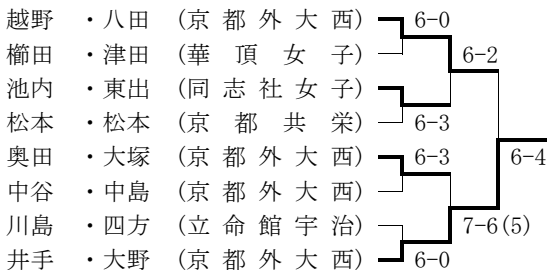 越野 ・八田 (京都外大西) 6-0
櫛田 ・津田 (華頂女子) 6-2
池内 ・東出 (同志社女子)
松本 ・松本 (京都共栄) 6-3
奥田 ・大塚 (京都外大西) 6-3 6-4
中谷 ・中島 (京都外大西)
川島 ・四方 (立命館宇治) 7-6(5)
井手 ・大野 (京都外大西) 6-0